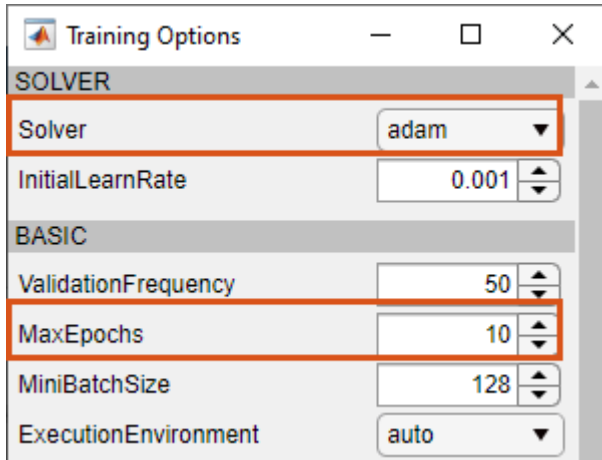 Training Options
SOLVER
Solver adam
InitialLearnRate 0.001
BASIC
ValidationFrequency 50
MaxEpochs 10
MiniBatchSize 128
ExecutionEnvironment auto